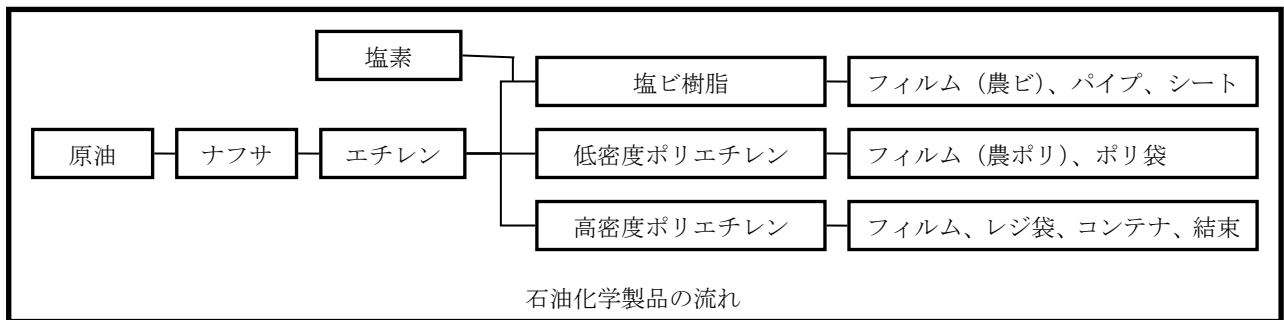 塩素
塩ビ樹脂
フィルム（農ビ）、パイプ、シート
原油
ナフサ
エチレン
低密度ポリエチレン
フィルム（農ポリ）、ポリ袋
高密度ポリエチレン
フィルム、レジ袋、コンテナ、結束
石油化学製品の流れ